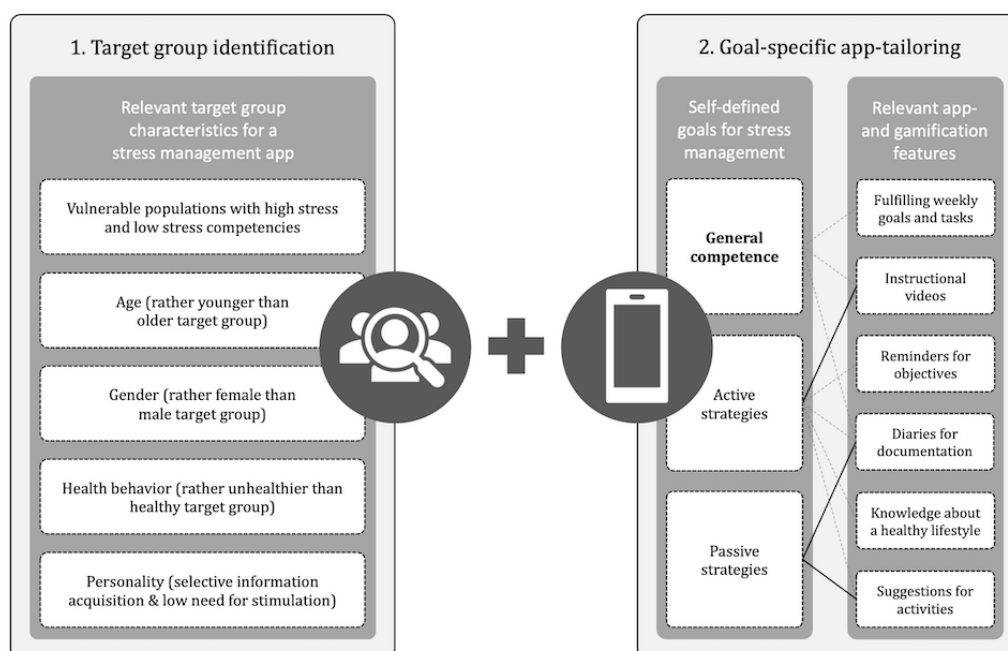 1. Target group identification
Relevant target group
characteristics for a
stress management app
Vulnerable populations with high stress
and low stress competencies
Age (rather younger than
older target group)
Gender (rather female than
male target group)
Health behavior (rather unhealthier than
healthy target group)
Personality (selective information
acquisition & low need for stimulation)
2. Goal-specific app-tailoring
Self-defined
goals for stress
management
General
competence
Active
strategies
Passive
strategies
Relevant app-
and gamification
features
Fulfilling weekly
goals and tasks
Instructional
videos
Reminders for
objectives
Diaries for
documentation
Knowledge about
a healthy lifestyle
Suggestions for
activities